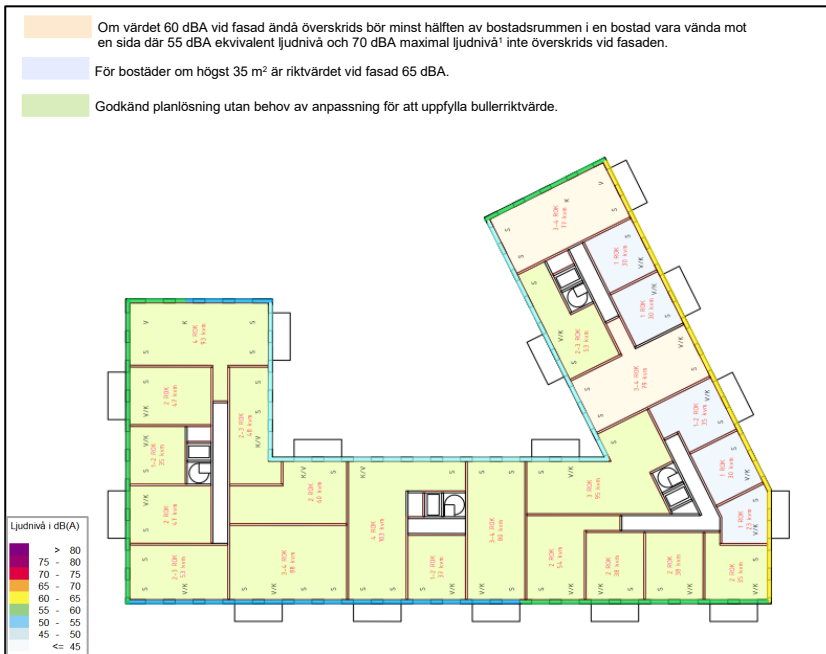 Om värdet 60 dBA vid fasad ändå överskrids bör minst hälften av bostadsrummen i en bostad vara vända mot
en sida där 55 dBA ekvivalent ljudnivå och 70 dBA maximal ljudnivå¹ inte överskrids vid fasaden.
För bostäder om högst 35 m² är riktvärdet vid fasad 65 dBA.
Godkänd planlösning utan behov av anpassning för att uppfylla bullerriktvärde.
V
K
S
3-4 ROK
77 kvm
S
S
S
1 ROK
30 kvm
V/K
S
1 ROK
30 kvm
V/K
S
2-3 ROK
53 kvm
V/K
S
S
3-4 ROK
79 kvm
V/K
S
S
S
1-2 ROK
35 kvm
V/K
S
1 ROK
30 kvm
V/K
S
1 ROK
23 kvm
V/K
S
3 ROK
95 kvm
V/K
S
S
V
K
S
4 ROK
93 kvm
S
S
S
2 ROK
47 kvm
V/K
S
1-2 ROK
35 kvm
V/K
S
2 ROK
47 kvm
V/K
S
2-3 ROK
48 kvm
K/V
S
S
2 ROK
60 kvm
K/V
S
4 ROK
102 kvm
K/V
S
S
S
3-4 ROK
80 kvm
S
S
V/K
S
2-3 ROK
53 kvm
S
V/K
S
3-4 ROK
88 kvm
S
V/K
S
S
1-2 ROK
37 kvm
S
V/K
2 ROK
54 kvm
S
V/K
2 ROK
38 kvm
S
V/K
2 ROK
38 kvm
S
V/K
2 ROK
35 kvm
S
V/K
Ljudnivå i dB(A)
> 80
75 - 80
70 - 75
65 - 70
60 - 65
55 - 60
50 - 55
45 - 50
<= 45